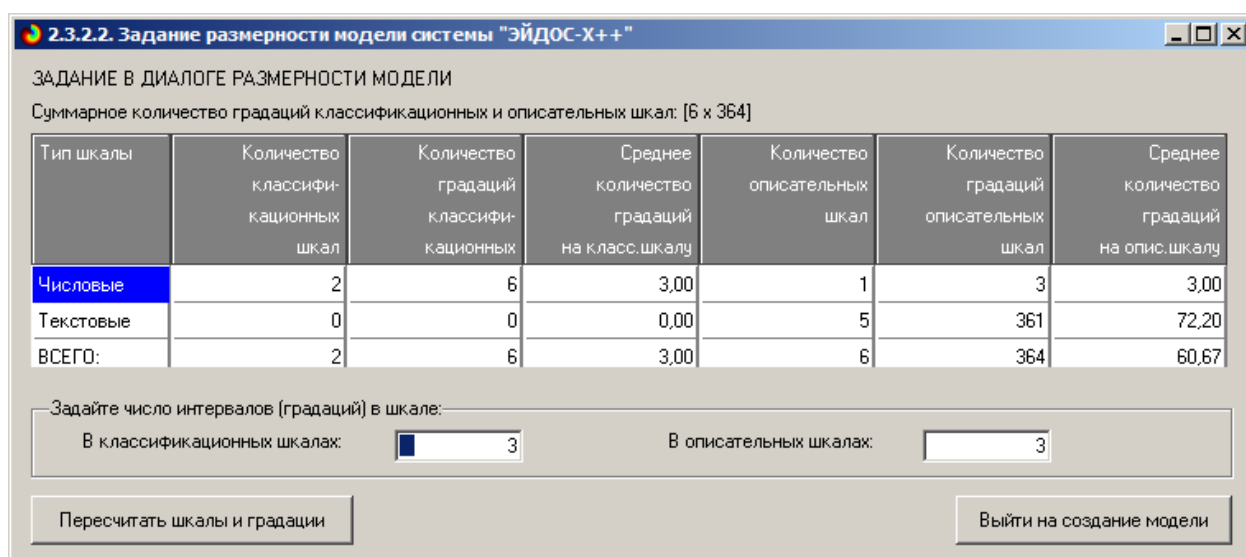 2.3.2.2. Задание размерности модели системы "ЭЙДОС-X++"
ЗАДАНИЕ В ДИАЛОГЕ РАЗМЕРНОСТИ МОДЕЛИ
Суммарное количество градаций классификационных и описательных шкал: [6 x 364]
Тип шкалы Количество Количество Среднее Количество Количество Среднее
классифи- градаций количество описательных градаций количество
кационных классифи- градаций шкал описательных градаций
шкал кационных на класс.шкалу шкал на опис.шкалу
Числовые 2 6 3,00 1 3 3,00
Текстовые 0 0 0,00 5 361 72,20
ВСЕГО: 2 6 3,00 6 364 60,67
Задайте число интервалов (градаций) в шкале:
В классификационных шкалах: 3 В описательных шкалах: 3
Пересчитать шкалы и градации Выйти на создание модели